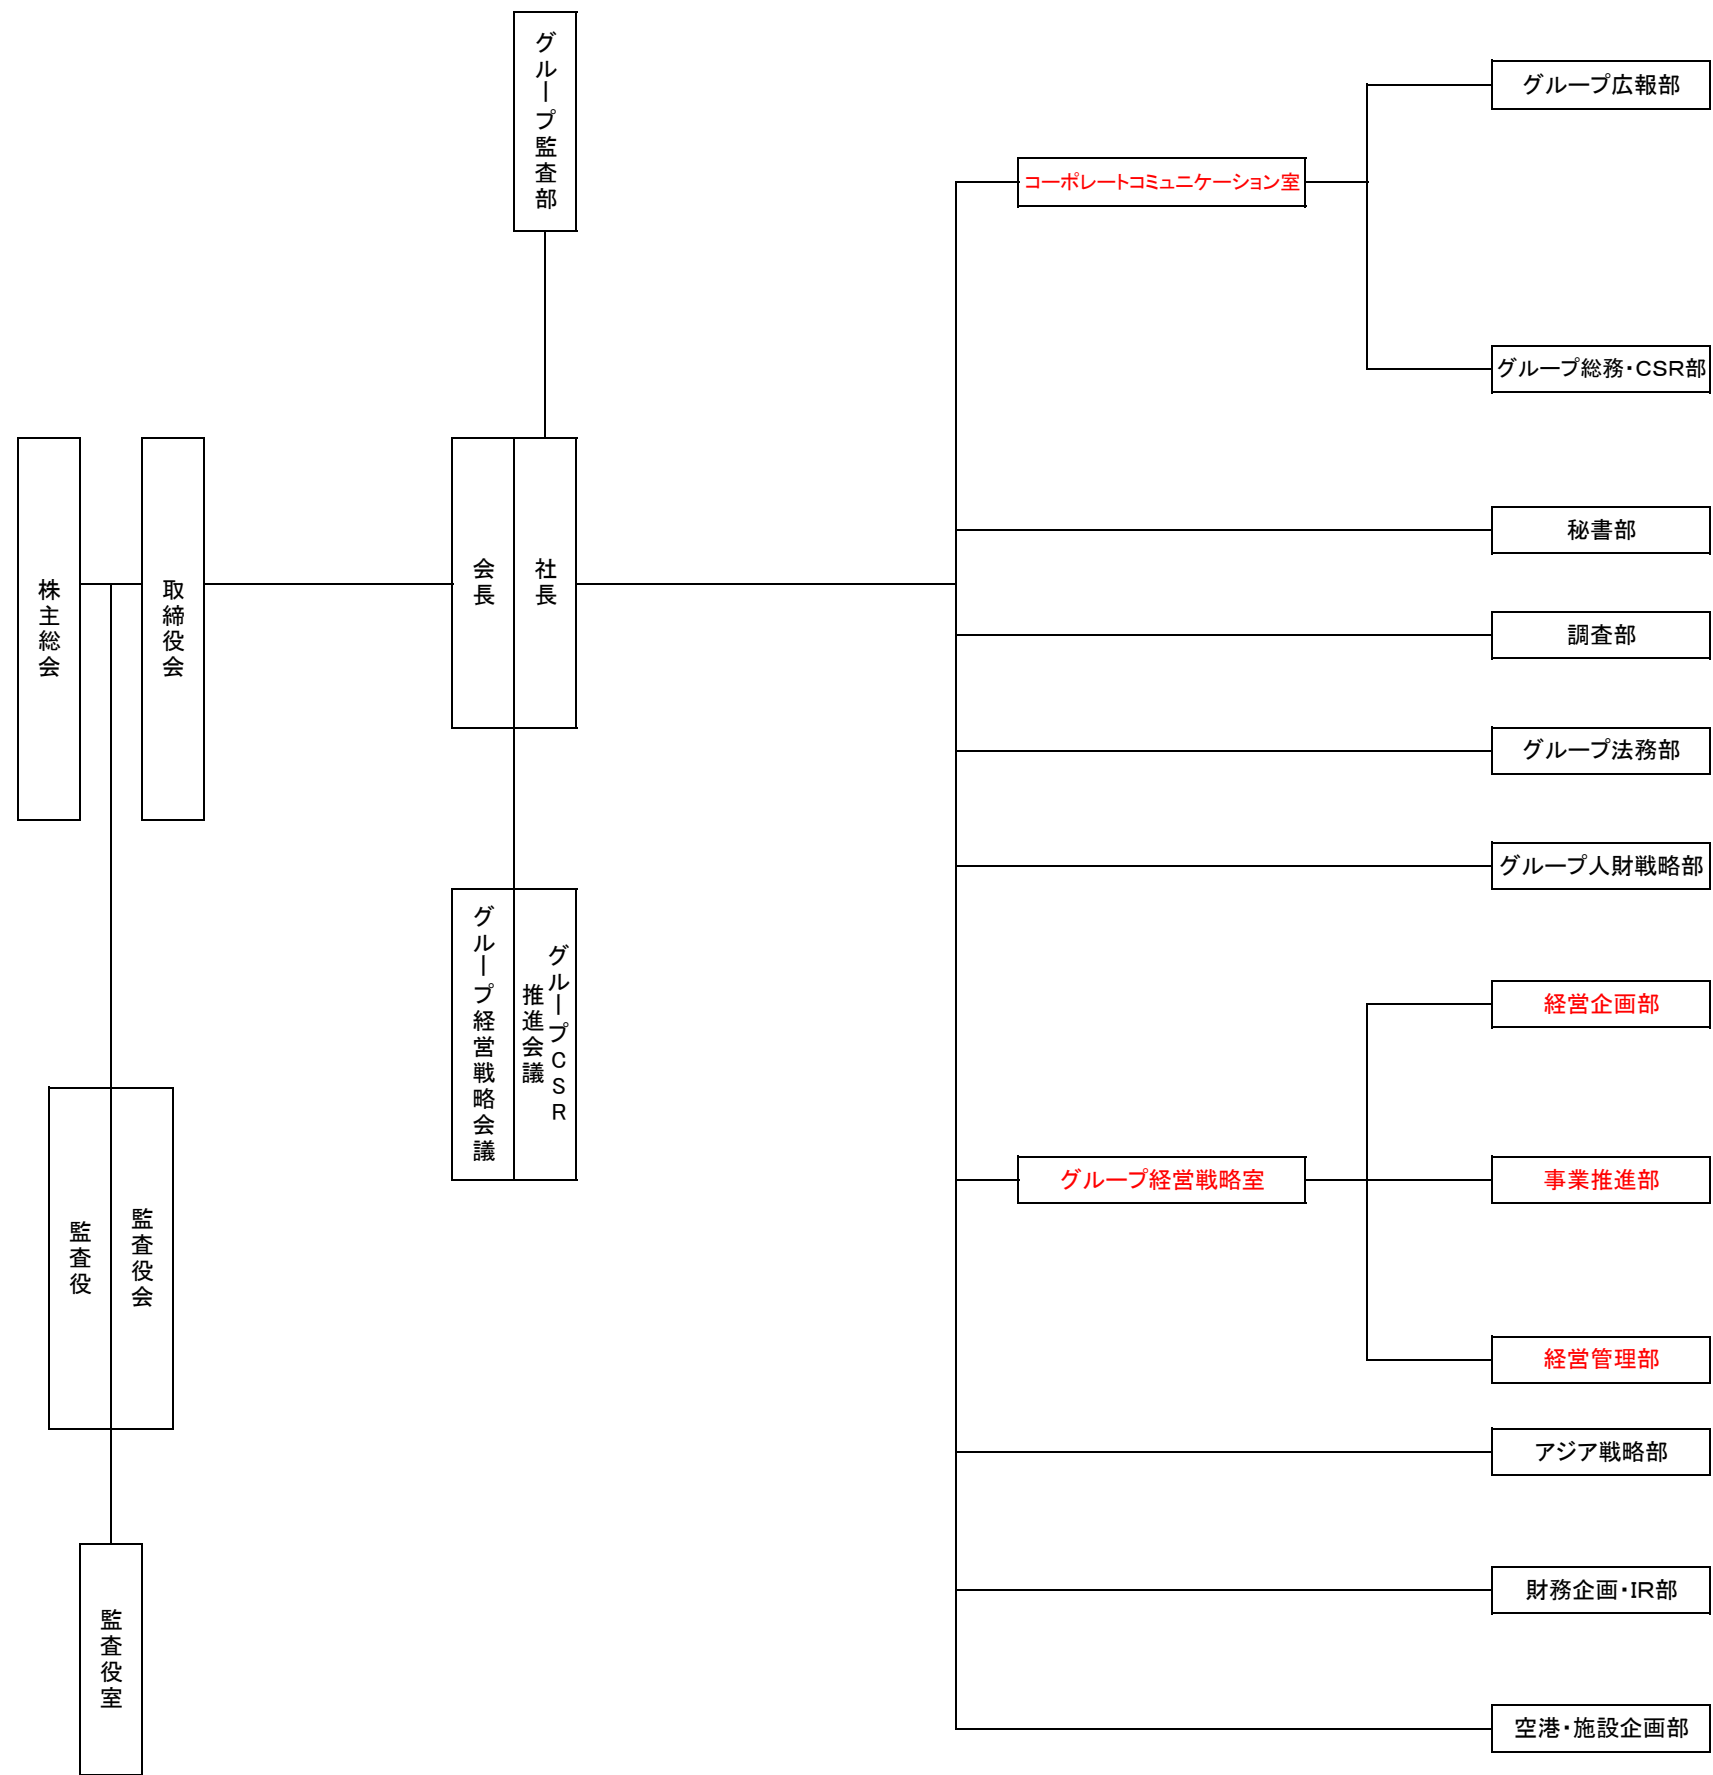 グループ監査部
グループ広報部
コーポレートコミュニケーション室
グループ総務・CSR部
株主総会
取締役会
会長
社長
秘書部
調査部
グループ法務部
グループ人財戦略部
グループ経営戦略会議
グループCSR
推進会議
経営企画部
グループ経営戦略室
事業推進部
経営管理部
監査役
監査役会
アジア戦略部
監査役室
財務企画・IR部
空港・施設企画部